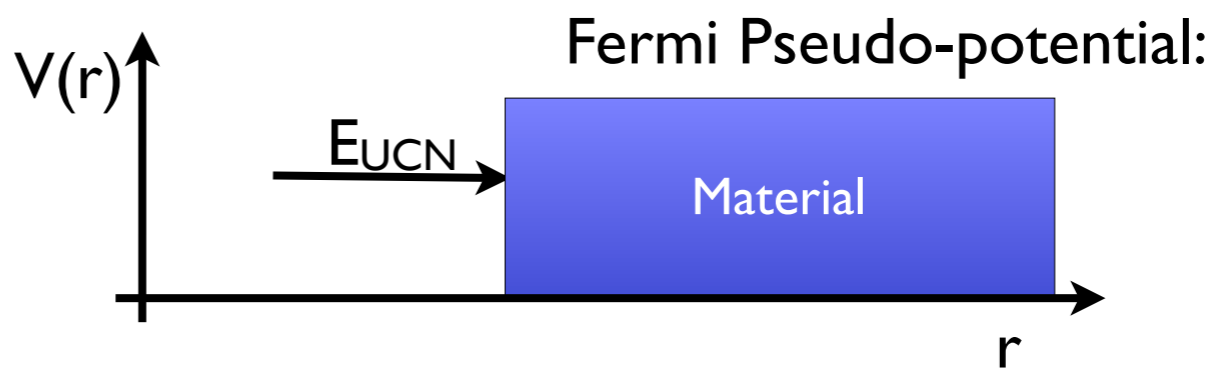 Fermi Pseudo-potential:
V(r)
EUCN
Material
r